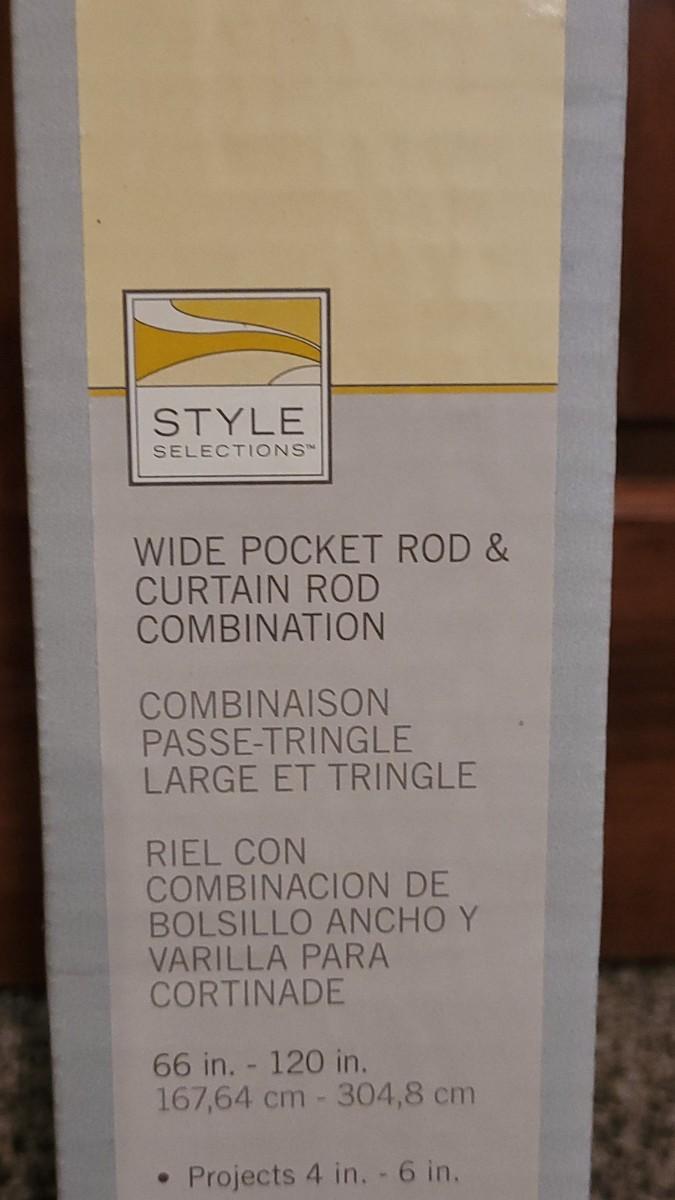 STYLE
SELECTIONS™
WIDE POCKET ROD &
CURTAIN ROD
COMBINATION
COMBINAISON
PASSE-TRINGLE
LARGE ET TRINGLE
RIEL CON
COMBINACION DE
BOLSILLO ANCHO Y
VARILLA PARA
CORTINADE
66 in. - 120 in.
167,64 cm - 304,8 cm
• Projects 4 in. - 6 in.